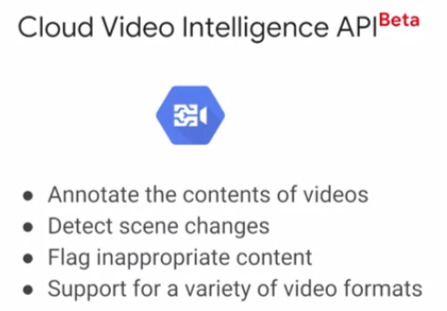 Cloud Video Intelligence API Beta
● Annotate the contents of videos
● Detect scene changes
● Flag inappropriate content
● Support for a variety of video formats